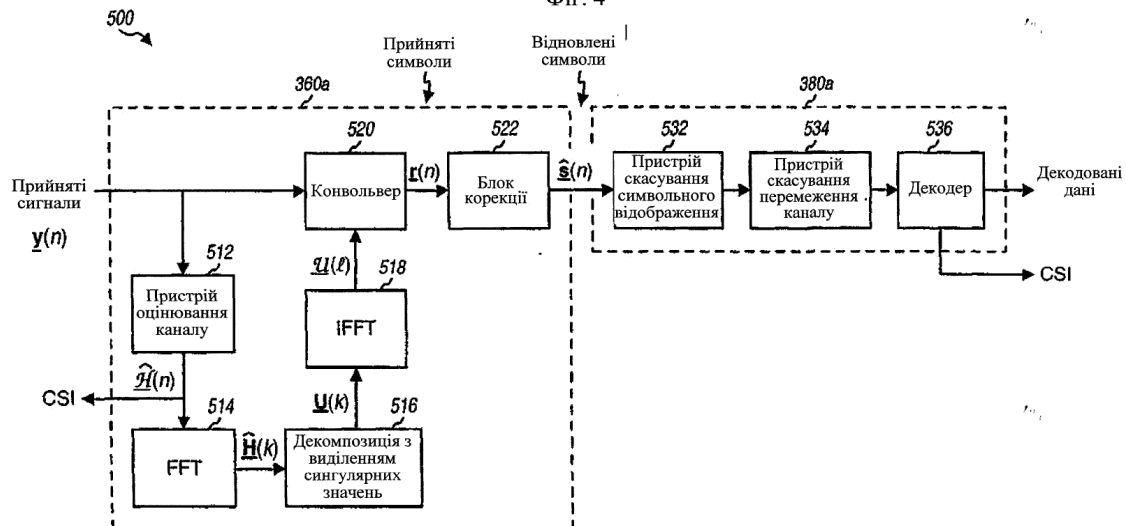 Фіг. 4
500
Прийняті
символи
Відновлені
символи
360a
380a
520
522
532
534
536
Прийняті
сигнали
y(n)
Конвольвер
r(n)
Блок
корекції
ŝ(n)
Пристрій
скасування
символьного
відображення
Пристрій
скасування
перемеження
каналу
Декодер
Декодовані
дані
CSI
512
Пристрій
оцінювання
каналу
𝒰(ℓ)
518
IFFT
ℋ̂(n)
CSI
514
FFT
Ĥ(k)
U(k)
516
Декомпозиція з
виділенням
сингулярних
значень